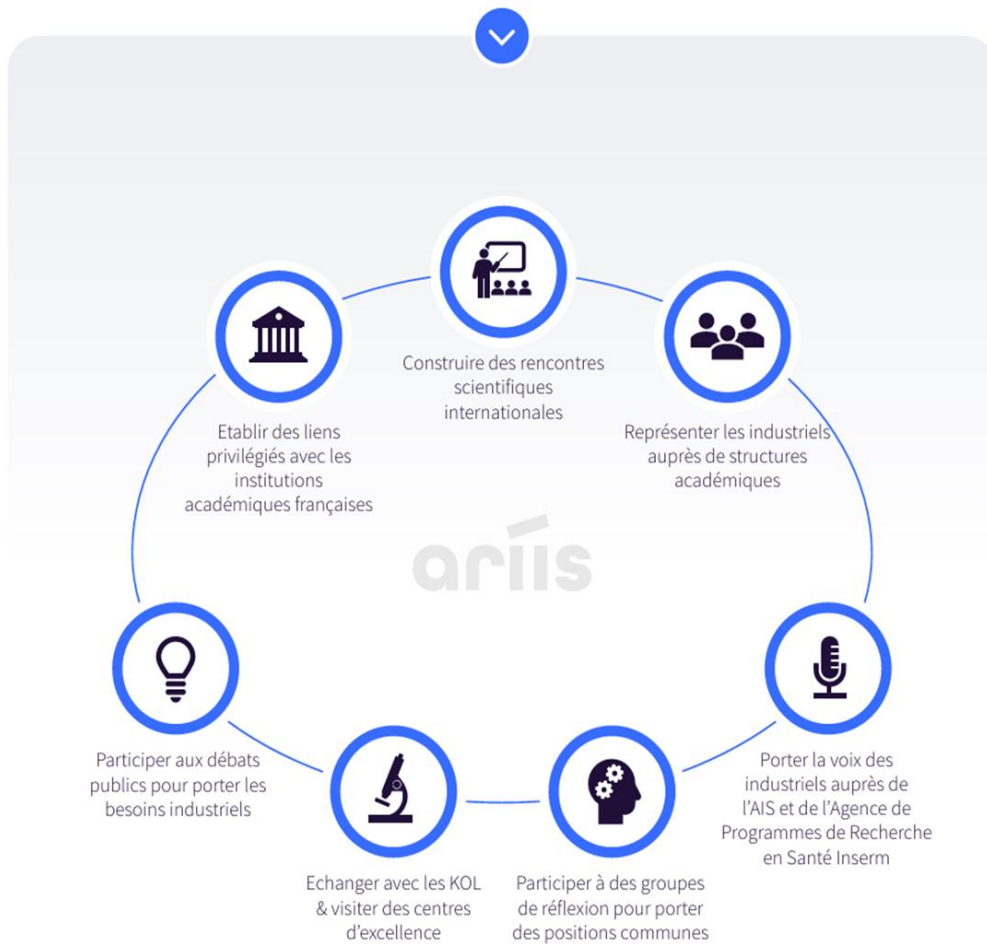 Construire des rencontres
scientifiques
internationales
Etablir des liens
privilégiés avec les
institutions
académiques françaises
Représenter les industriels
auprès de structures
académiques
ariis
Participer aux débats
publics pour porter les
besoins industriels
Porter la voix des
industriels auprès de
l'AIS et de l'Agence de
Programmes de Recherche
en Santé Inserm
Echanger avec les KOL
& visiter des centres
d'excellence
Participer à des groupes
de réflexion pour porter
des positions communes